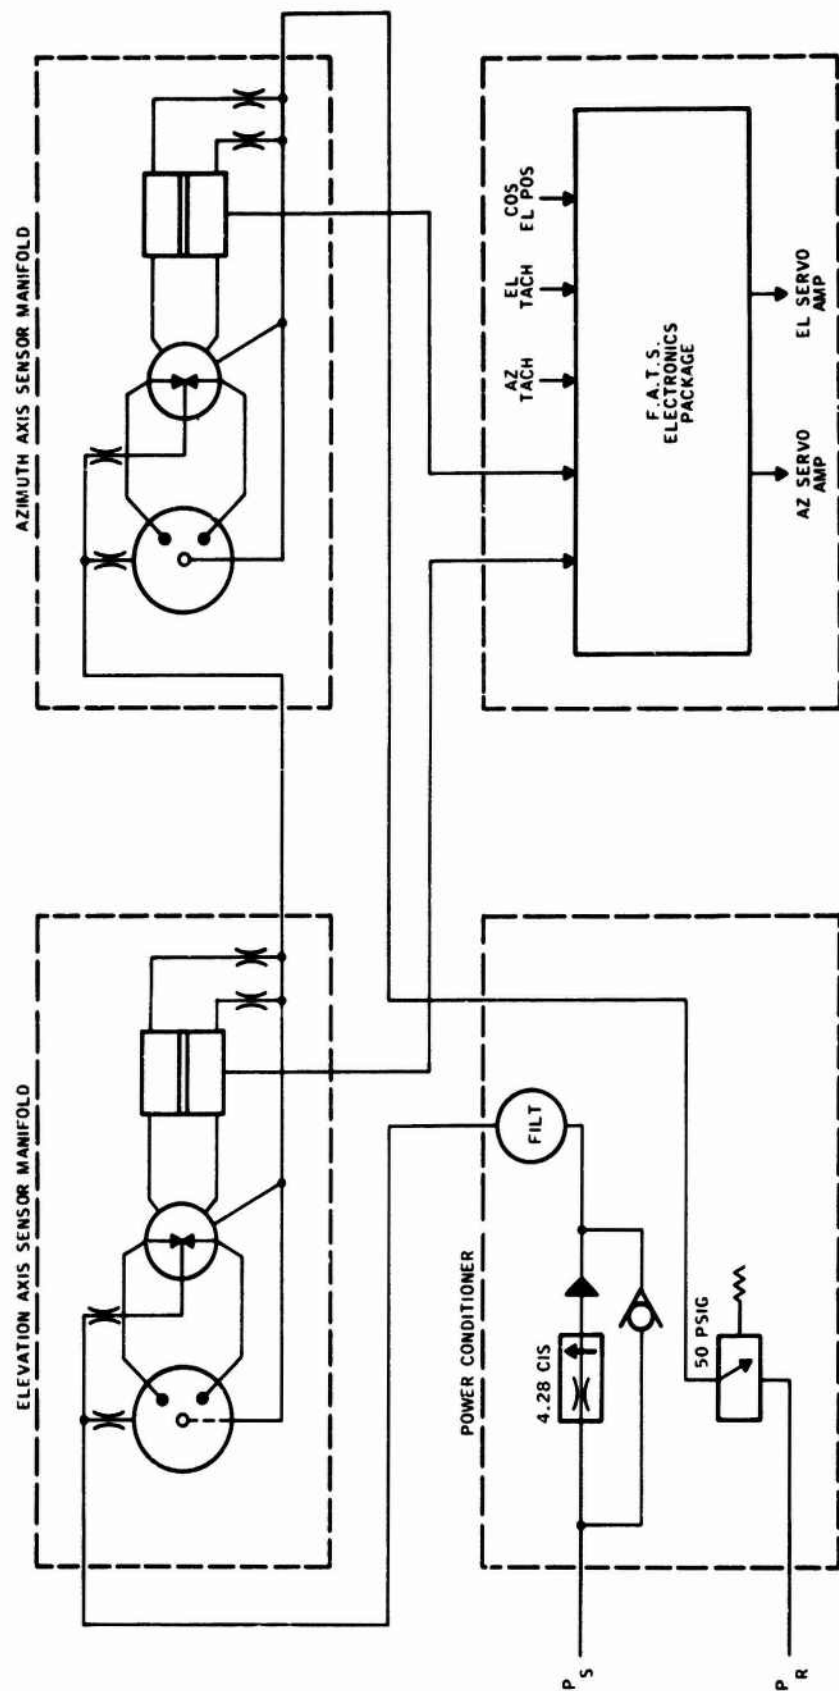 ELEVATION AXIS SENSOR MANIFOLD
AZIMUTH AXIS SENSOR MANIFOLD
POWER CONDITIONER
FILT
4.28 CIS
50 PSIG
P S
P R
AZ
TACH
EL
TACH
COS
EL POS
F.A.T.S.
ELECTRONICS
PACKAGE
AZ SERVO
AMP
EL SERVO
AMP